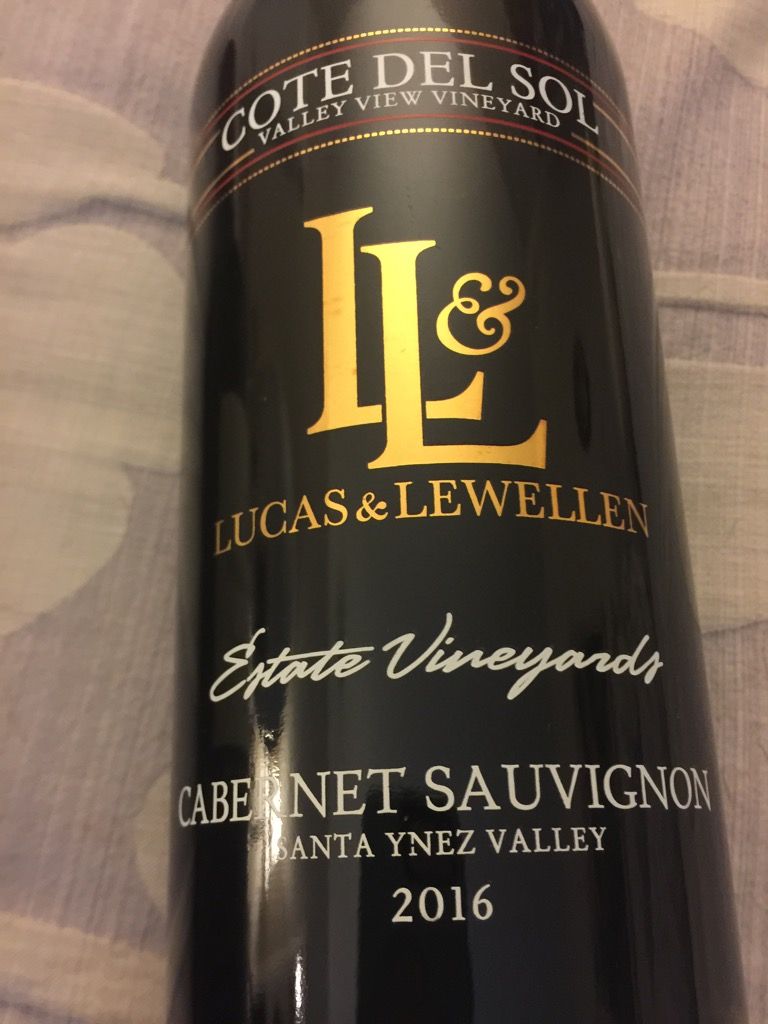 COTE DEL SOL
VALLEY VIEW VINEYARD
L&L
LUCAS & LEWELLEN
Estate Vineyards
CABERNET SAUVIGNON
SANTA YNEZ VALLEY
2016